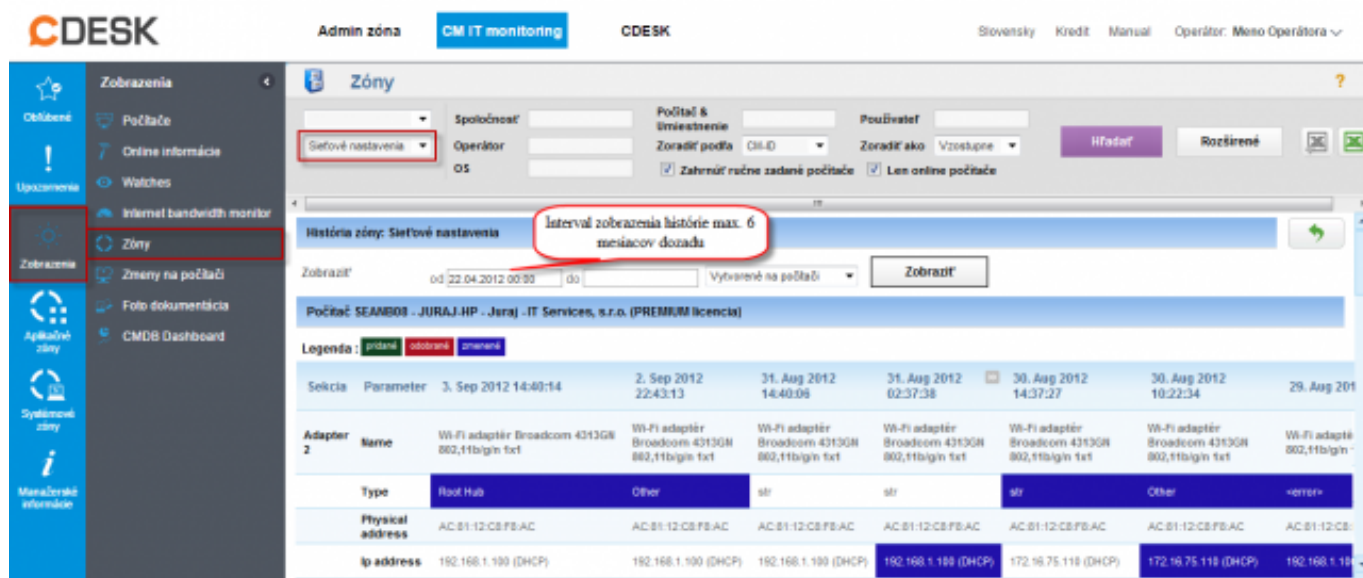 CDESK
Admin zóna CM IT monitoring CDESK Slovensky Kredit Manual Operátor: Meno Operátora
Obľúbené
Upozornenia
Zobrazenia
Aplikačné zóny
Systémové zóny
Manažerské informácie
Zobrazenia
Počítače
Online informácie
Watches
Internet bandwidth monitor
Zóny
Zmeny na počítači
Foto dokumentácia
CMDB Dashboard
Zóny ?
Spoločnosť Počítač & Umiestnenie Používateľ
Sieťové nastavenia Operátor Zoradiť podľa CM-ID Zoradiť ako Vzostupne Hľadať Rozšírené
OS Zahrnúť ručne zadané počítače Len online počítače
História zóny: Sieťové nastavenia
Interval zobrazenia histórie max. 6
mesiacov dozadu
Zobraziť od 22.04.2012 00:00 do Vytvorené na počítači Zobraziť
Počítač SEANB08 - JURAJ-HP - Juraj -IT Services, s.r.o. (PREMIUM licencia)
Legenda : pridané odobrané zmenené
Sekcia Parameter 3. Sep 2012 14:40:14 2. Sep 2012 22:43:13 31. Aug 2012 14:40:06 31. Aug 2012 02:37:38 30. Aug 2012 14:37:27 30. Aug 2012 10:22:34 29. Aug 201
Adapter 2 Name Wi-Fi adaptér Broadcom 4313GN 802,11b/g/n 1x1 Wi-Fi adaptér Broadcom 4313GN 802,11b/g/n 1x1 Wi-Fi adaptér Broadcom 4313GN 802,11b/g/n 1x1 Wi-Fi adaptér Broadcom 4313GN 802,11b/g/n 1x1 Wi-Fi adaptér Broadcom 4313GN 802,11b/g/n 1x1 Wi-Fi adaptér Broadcom 4313GN 802,11b/g/n 1x1 Wi-Fi adapté 802,11b/g/n
Type Root Hub Other str str str Other <error>
Physical address AC:81:12:C8:F8:AC AC:81:12:C8:F8:AC AC:81:12:C8:F8:AC AC:81:12:C8:F8:AC AC:81:12:C8:F8:AC AC:81:12:C8:F8:AC AC:81:12:C8:
Ip address 192.168.1.100 (DHCP) 192.168.1.100 (DHCP) 192.168.1.100 (DHCP) 192.168.1.100 (DHCP) 172.16.75.110 (DHCP) 172.16.75.110 (DHCP) 192.168.1.10